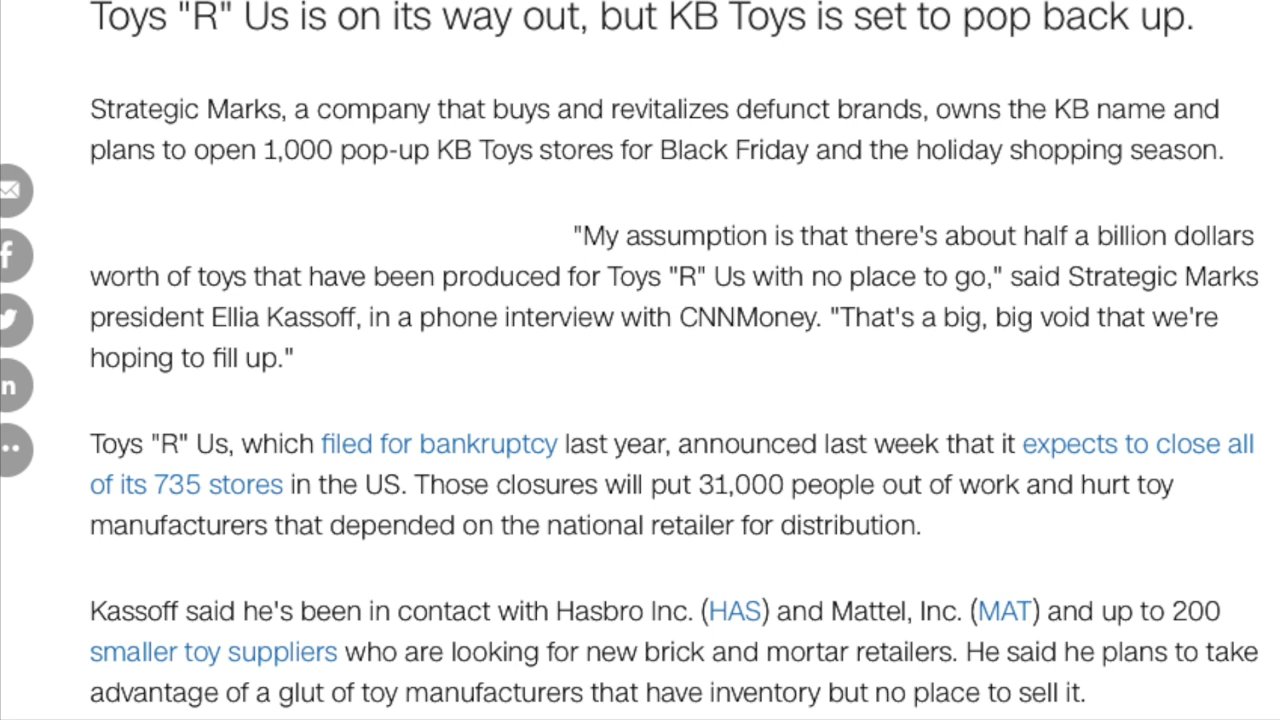 Toys "R" Us is on its way out, but KB Toys is set to pop back up.
Strategic Marks, a company that buys and revitalizes defunct brands, owns the KB name and
plans to open 1,000 pop-up KB Toys stores for Black Friday and the holiday shopping season.
"My assumption is that there's about half a billion dollars
worth of toys that have been produced for Toys "R" Us with no place to go," said Strategic Marks
president Ellia Kassoff, in a phone interview with CNNMoney. "That's a big, big void that we're
hoping to fill up."
Toys "R" Us, which filed for bankruptcy last year, announced last week that it expects to close all
of its 735 stores in the US. Those closures will put 31,000 people out of work and hurt toy
manufacturers that depended on the national retailer for distribution.
Kassoff said he's been in contact with Hasbro Inc. (HAS) and Mattel, Inc. (MAT) and up to 200
smaller toy suppliers who are looking for new brick and mortar retailers. He said he plans to take
advantage of a glut of toy manufacturers that have inventory but no place to sell it.